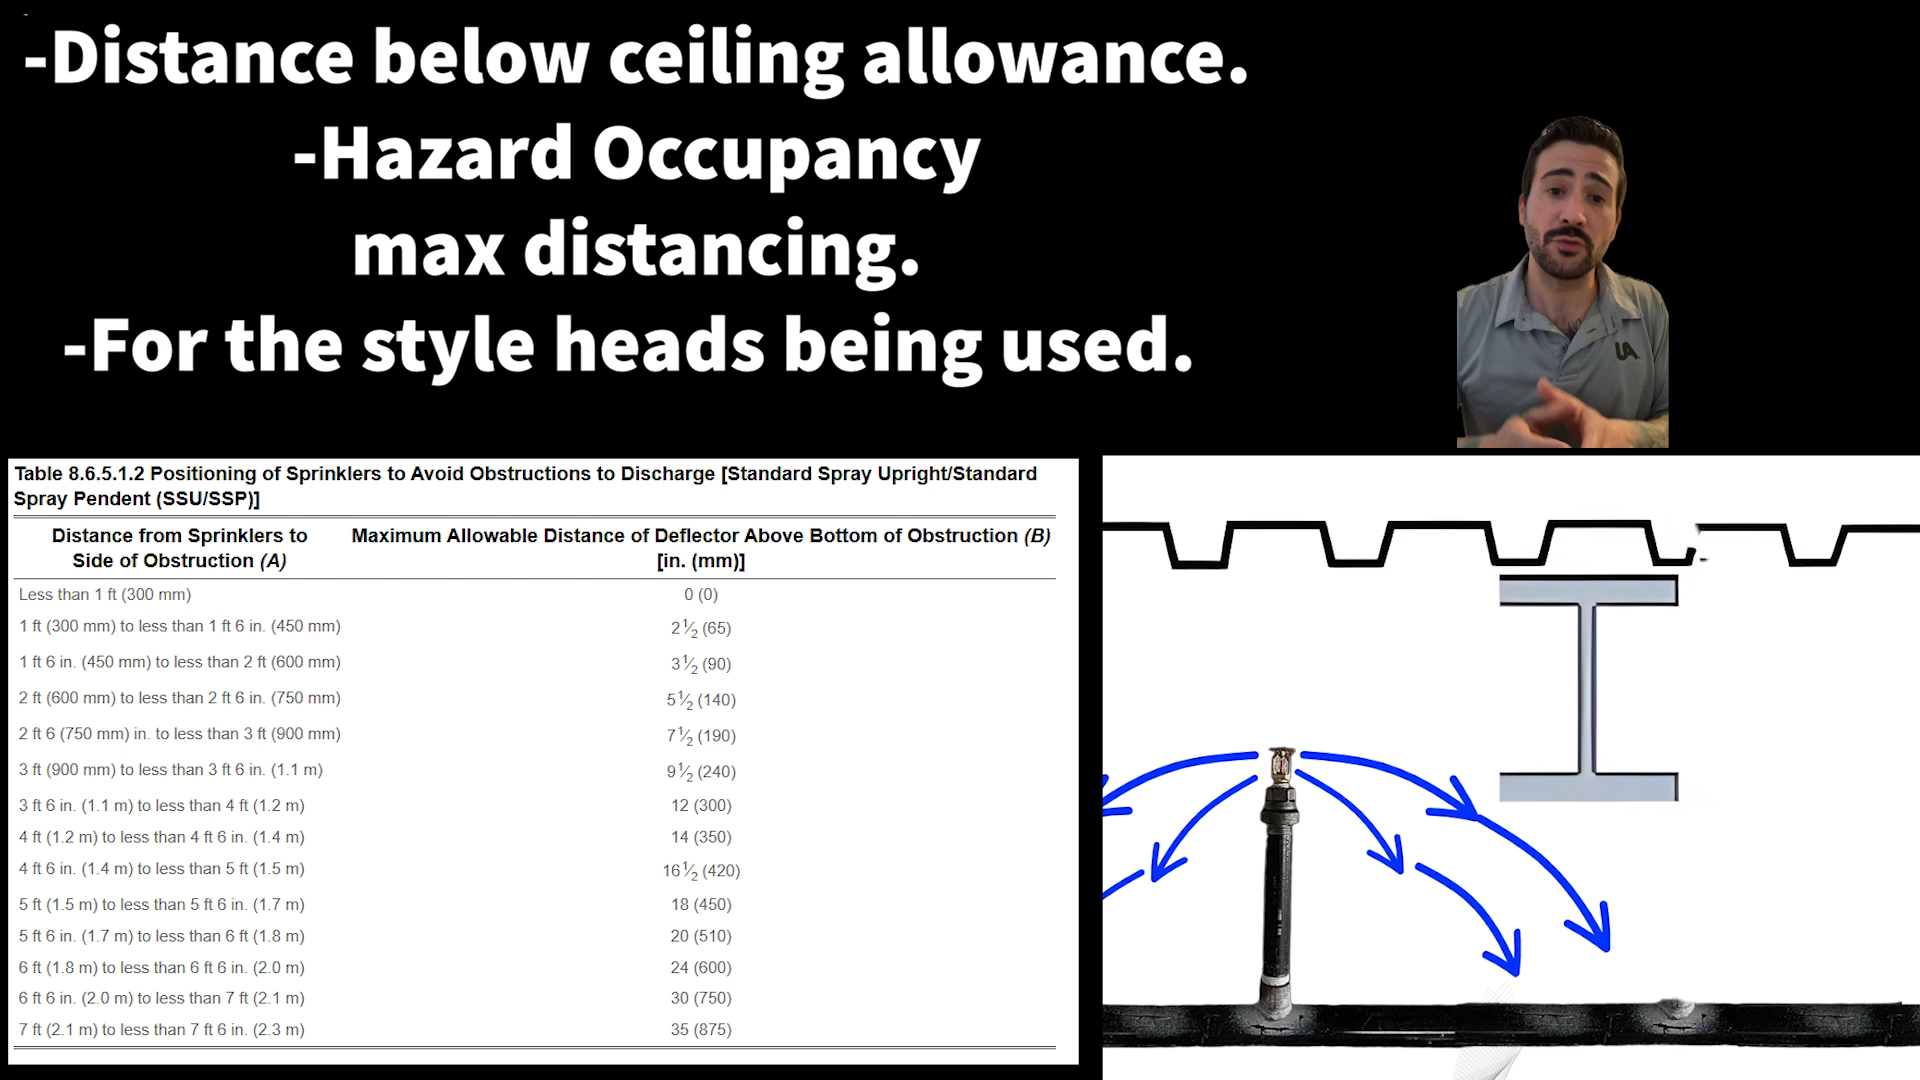 -Distance below ceiling allowance.
-Hazard Occupancy
max distancing.
-For the style heads being used.
UA
Table 8.6.5.1.2 Positioning of Sprinklers to Avoid Obstructions to Discharge [Standard Spray Upright/Standard
Spray Pendent (SSU/SSP)]
Distance from Sprinklers to
Side of Obstruction (A)
Maximum Allowable Distance of Deflector Above Bottom of Obstruction (B)
[in. (mm)]
Less than 1 ft (300 mm) 0 (0)
1 ft (300 mm) to less than 1 ft 6 in. (450 mm) 2½ (65)
1 ft 6 in. (450 mm) to less than 2 ft (600 mm) 3½ (90)
2 ft (600 mm) to less than 2 ft 6 in. (750 mm) 5½ (140)
2 ft 6 (750 mm) in. to less than 3 ft (900 mm) 7½ (190)
3 ft (900 mm) to less than 3 ft 6 in. (1.1 m) 9½ (240)
3 ft 6 in. (1.1 m) to less than 4 ft (1.2 m) 12 (300)
4 ft (1.2 m) to less than 4 ft 6 in. (1.4 m) 14 (350)
4 ft 6 in. (1.4 m) to less than 5 ft (1.5 m) 16½ (420)
5 ft (1.5 m) to less than 5 ft 6 in. (1.7 m) 18 (450)
5 ft 6 in. (1.7 m) to less than 6 ft (1.8 m) 20 (510)
6 ft (1.8 m) to less than 6 ft 6 in. (2.0 m) 24 (600)
6 ft 6 in. (2.0 m) to less than 7 ft (2.1 m) 30 (750)
7 ft (2.1 m) to less than 7 ft 6 in. (2.3 m) 35 (875)